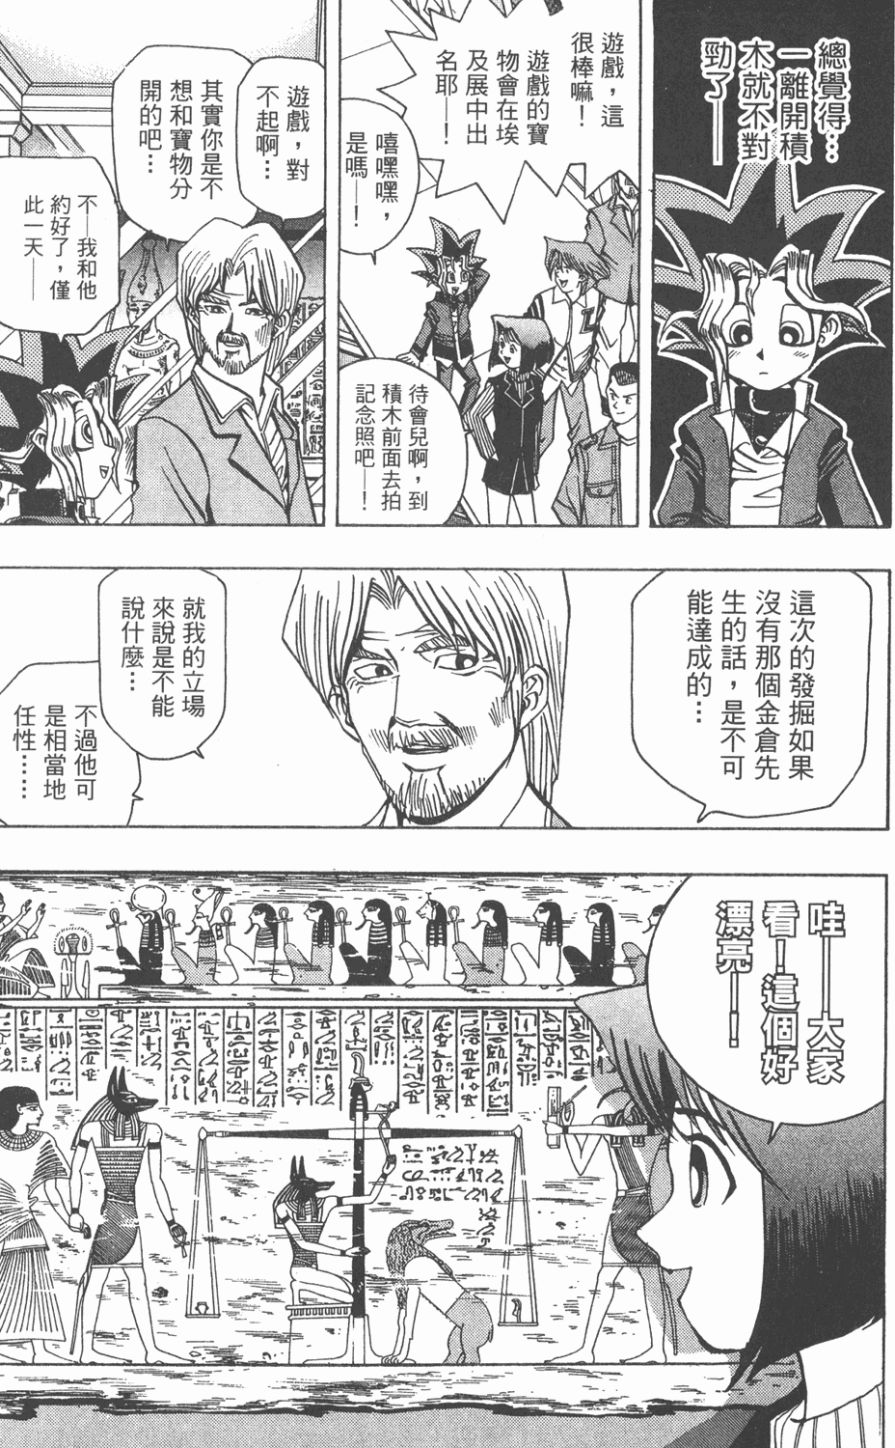 總覺得…
一離開積
木就不對
勁了──
遊戲，這
很棒嘛！
遊戲的寶
物會在埃
及展中出
名耶──！
嘻嘿嘿，
是嗎──！
待會兒啊，到
積木前面去拍
記念照吧──！
遊戲，對
不起啊…
其實你是不
想和寶物分
開的吧…
不─我和他
約好了，僅
此一天──
這次的發掘如果
沒有那個金倉先
生的話，是不可
能達成的…
就我的立場
來說是不能
說什麼…
不過他可
是相當地
任性……
哇──大家
看！這個好
漂亮──！